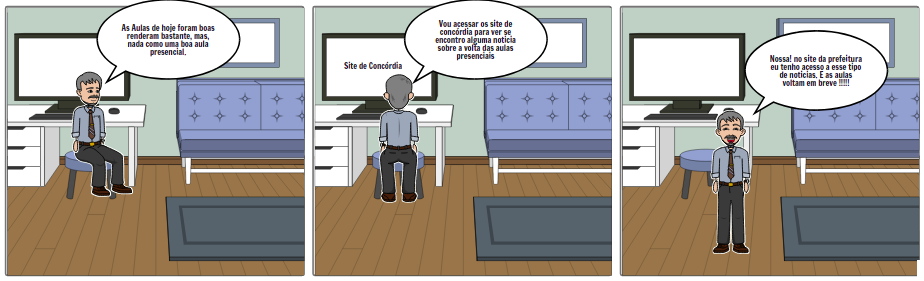 As Aulas de hoje foram boas
renderam bastante, mas,
nada como uma boa aula
presencial.
Vou acessar os site de
concórdia para ver se
encontro alguma notícia
sobre a volta das aulas
presenciais
Site de Concórdia
Nossa! no site da prefeitura
eu tenho acesso a esse tipo
de notícias. E as aulas
voltam em breve !!!!!